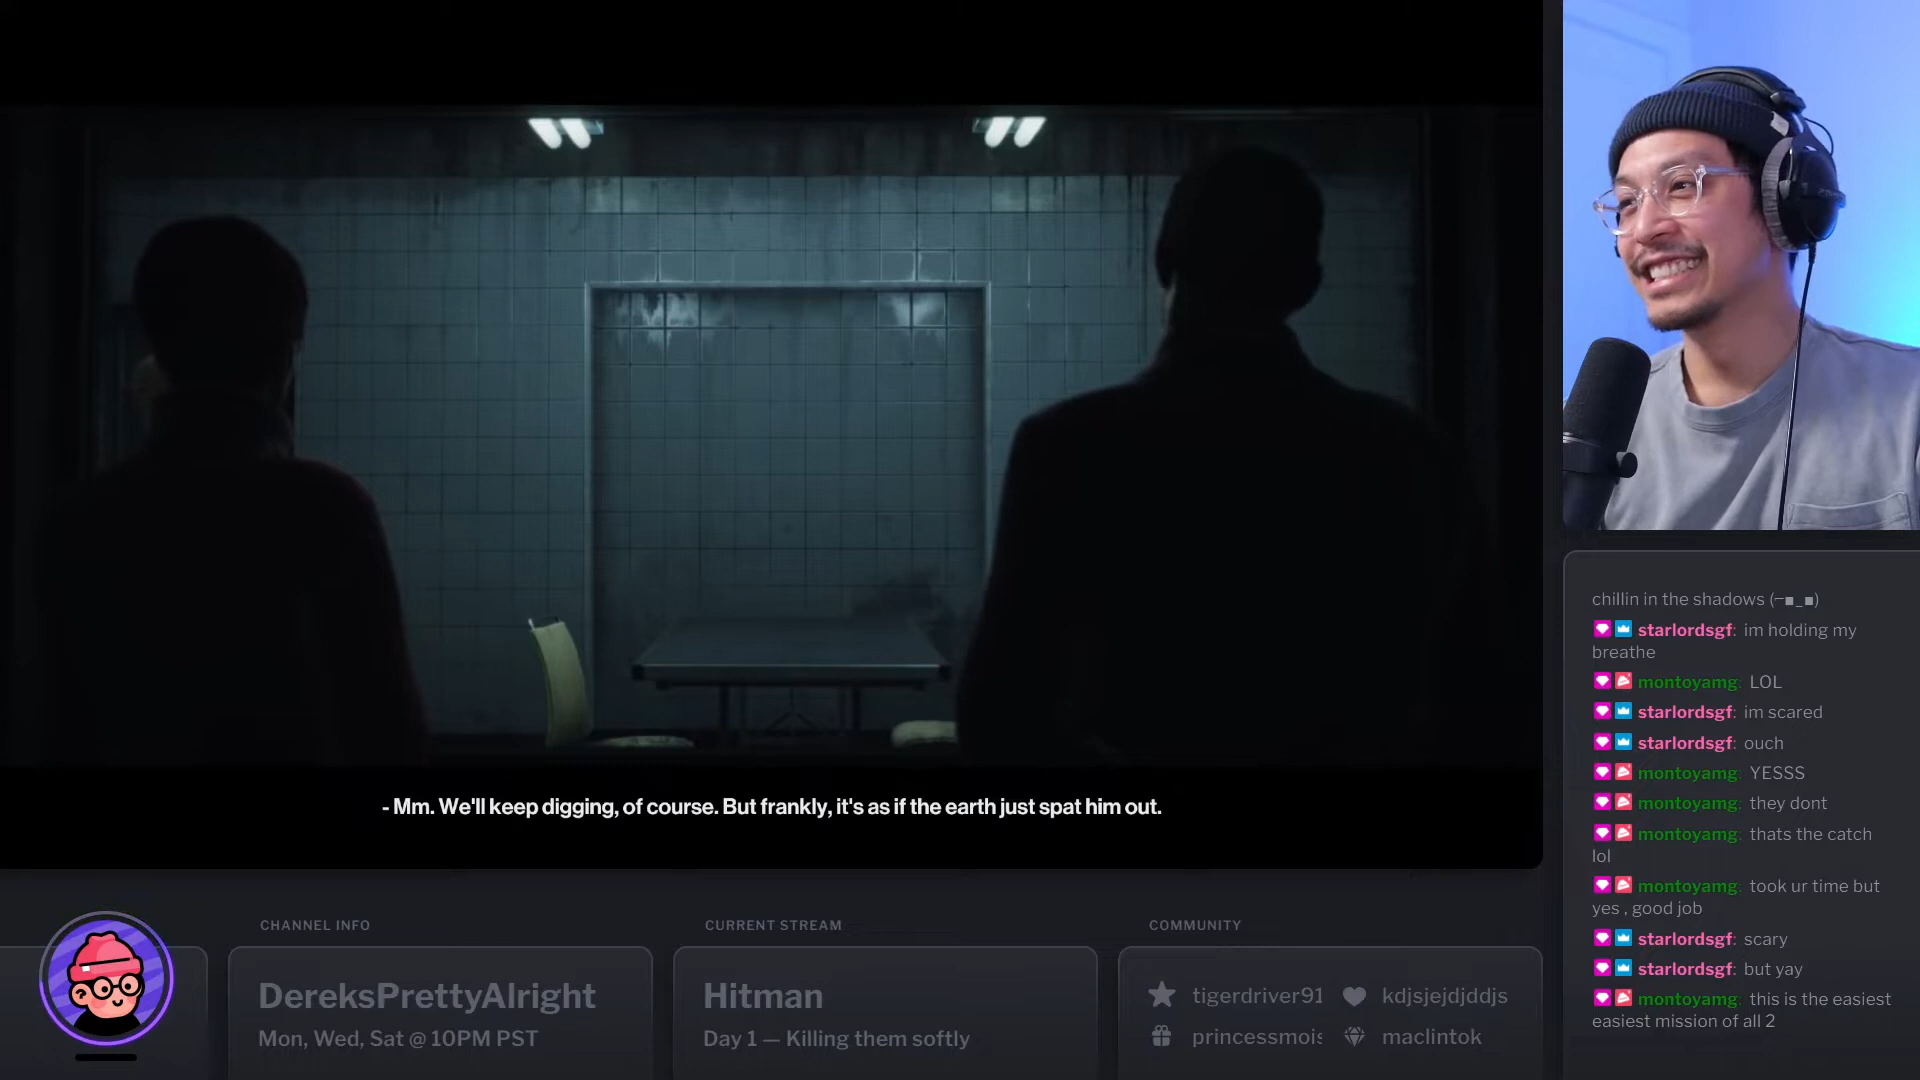 - Mm. We'll keep digging, of course. But frankly, it's as if the earth just spat him out.
chillin in the shadows (⌐■_■)
starlordsgf: im holding my
breathe
montoyamg: LOL
starlordsgf: im scared
starlordsgf: ouch
montoyamg: YESSS
montoyamg: they dont
montoyamg: thats the catch
lol
montoyamg: took ur time but
yes , good job
starlordsgf: scary
starlordsgf: but yay
montoyamg: this is the easiest
easiest mission of all 2
CHANNEL INFO
DereksPrettyAlright
Mon, Wed, Sat @ 10PM PST
CURRENT STREAM
Hitman
Day 1 — Killing them softly
COMMUNITY
tigerdriver91 kdjsjejdjddjs
princessmois maclintok